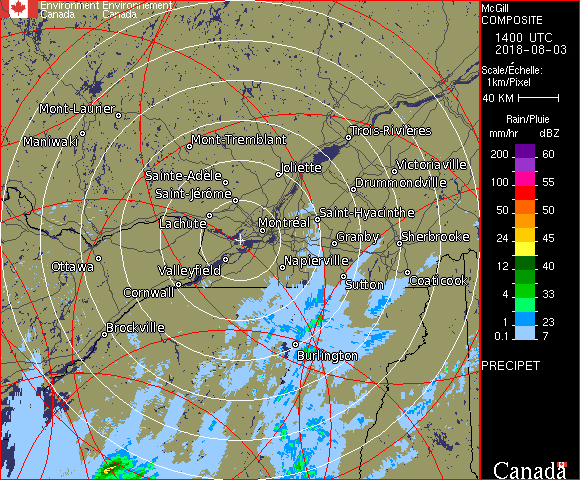 Environment Environnement
Canada Canada
McGill
COMPOSITE
1400 UTC
2018-08-03
Scale/Échelle:
1km/Pixel
40 KM
Rain/Pluie
mm/hr dBZ
200 60
100 55
50 50
24 45
12 40
4 33
1 23
0.1 7
PRECIPET
Canada
Mont-Laurier
Maniwaki
Mont-Tremblant
Trois-Rivières
Sainte-Adèle
Joliette
Victoriaville
Saint-Jérôme
Drummondville
Lachute
Montréal
Saint-Hyacinthe
Granby
Sherbrooke
Ottawa
Valleyfield
Napierville
Cornwall
Sutton
Coaticook
Brockville
Burlington